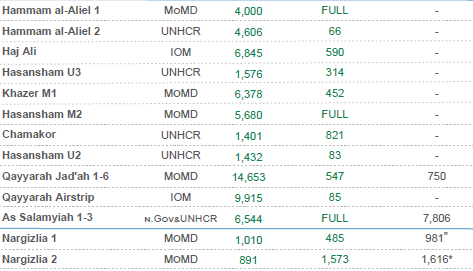 Hammam al-Aliel 1 MoMD 4,000 FULL -
Hammam al-Aliel 2 UNHCR 4,606 66 -
Haj Ali IOM 6,845 590 -
Hasansham U3 UNHCR 1,576 314 -
Khazer M1 MoMD 6,378 452 -
Hasansham M2 MoMD 5,680 FULL -
Chamakor UNHCR 1,401 821 -
Hasansham U2 UNHCR 1,432 83 -
Qayyarah Jad'ah 1-6 MoMD 14,653 547 750
Qayyarah Airstrip IOM 9,915 85 -
As Salamyiah 1-3 N.Gov&UNHCR 6,544 FULL 7,806
Nargizlia 1 MoMD 1,010 485 981”
Nargizlia 2 MoMD 891 1,573 1,616*